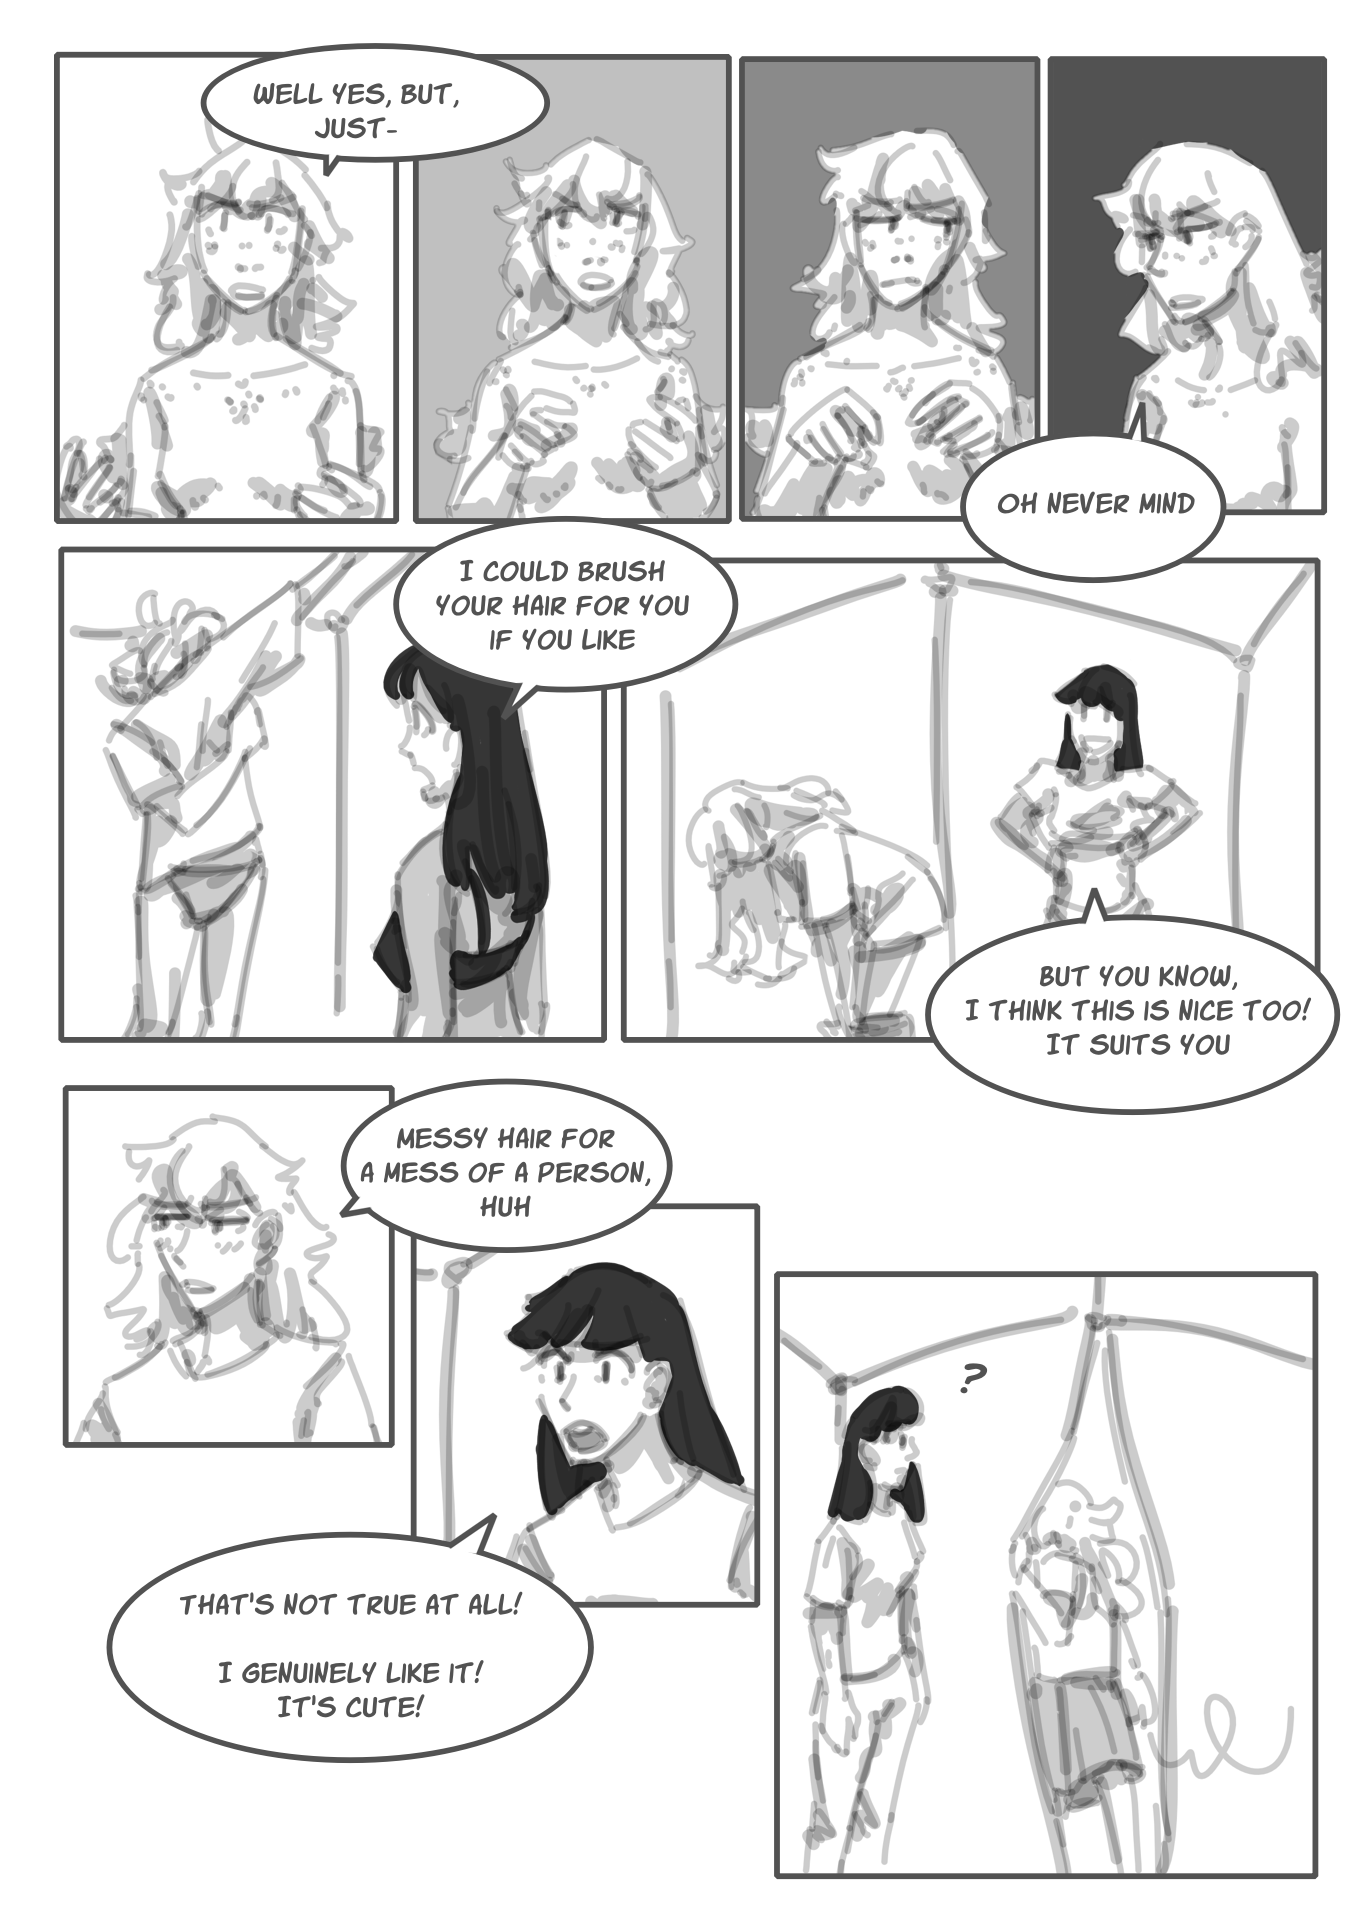 WELL YES, BUT,
JUST-
OH NEVER MIND
I COULD BRUSH
YOUR HAIR FOR YOU
IF YOU LIKE
BUT YOU KNOW,
I THINK THIS IS NICE TOO!
IT SUITS YOU
MESSY HAIR FOR
A MESS OF A PERSON,
HUH
THAT'S NOT TRUE AT ALL!
I GENUINELY LIKE IT!
IT'S CUTE!
?